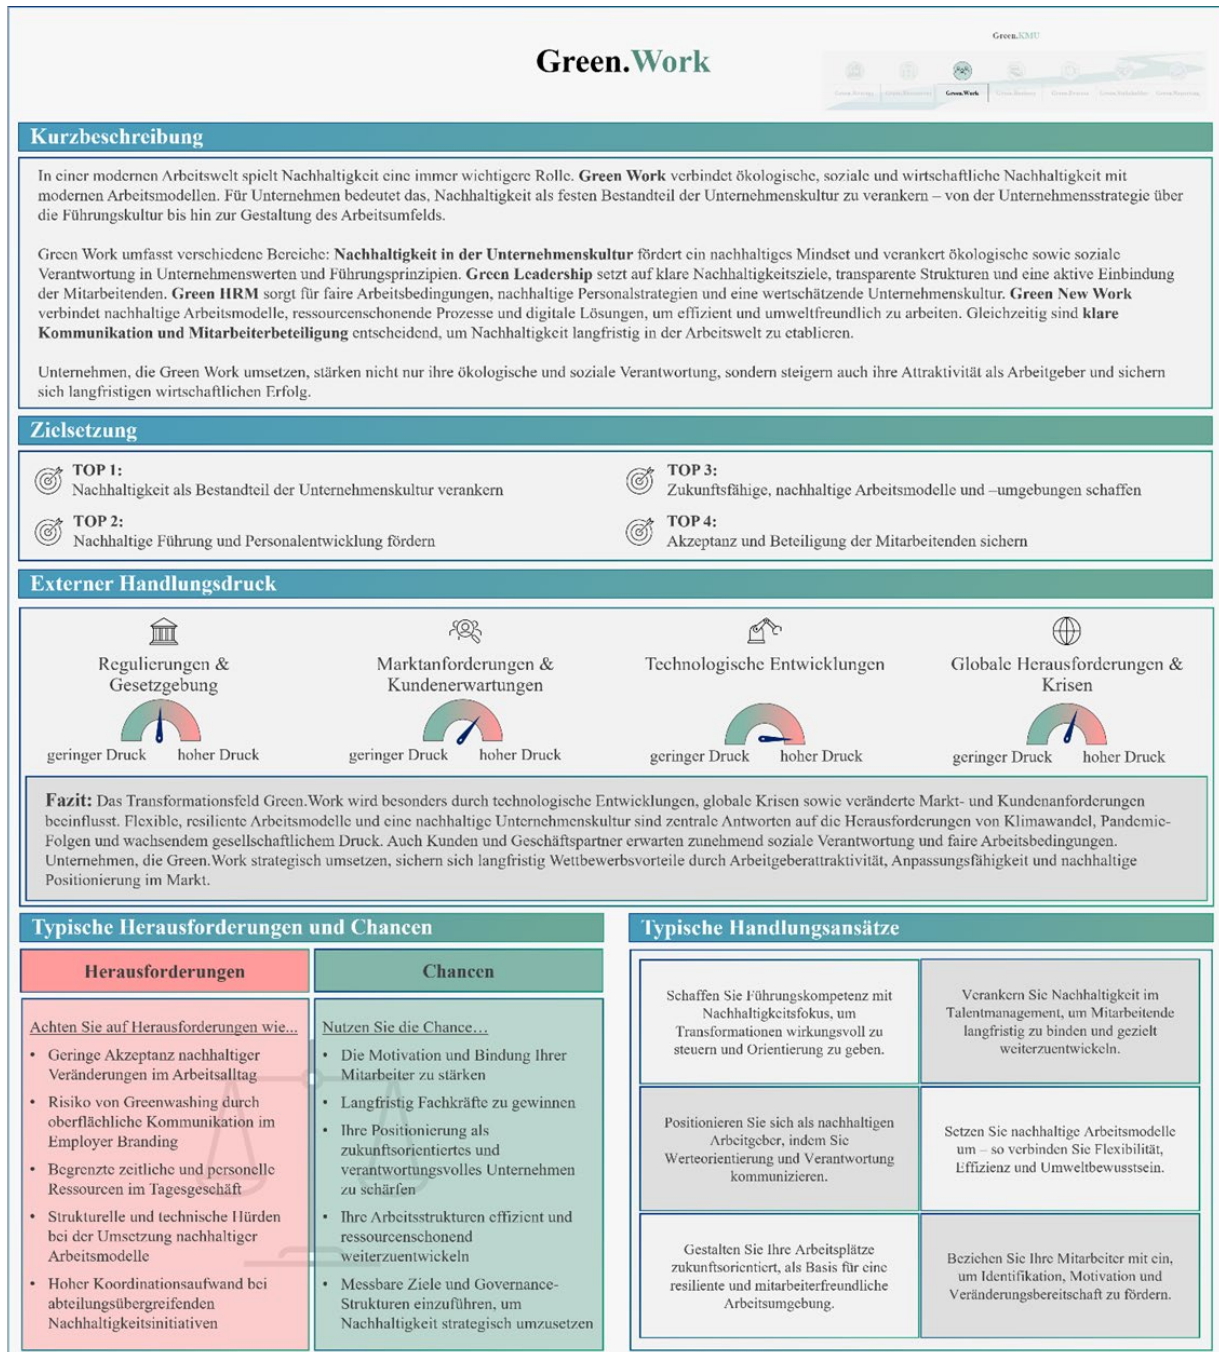 Green.Work
Green.KMU
Green.Work
Kurzbeschreibung
In einer modernen Arbeitswelt spielt Nachhaltigkeit eine immer wichtigere Rolle. Green Work verbindet ökologische, soziale und wirtschaftliche Nachhaltigkeit mit
modernen Arbeitsmodellen. Für Unternehmen bedeutet das, Nachhaltigkeit als festen Bestandteil der Unternehmenskultur zu verankern – von der Unternehmensstrategie über
die Führungskultur bis hin zur Gestaltung des Arbeitsumfelds.
Green Work umfasst verschiedene Bereiche: Nachhaltigkeit in der Unternehmenskultur fördert ein nachhaltiges Mindset und verankert ökologische sowie soziale
Verantwortung in Unternehmenswerten und Führungsprinzipien. Green Leadership setzt auf klare Nachhaltigkeitsziele, transparente Strukturen und eine aktive Einbindung
der Mitarbeitenden. Green HRM sorgt für faire Arbeitsbedingungen, nachhaltige Personalstrategien und eine wertschätzende Unternehmenskultur. Green New Work
verbindet nachhaltige Arbeitsmodelle, ressourcenschonende Prozesse und digitale Lösungen, um effizient und umweltfreundlich zu arbeiten. Gleichzeitig sind klare
Kommunikation und Mitarbeiterbeteiligung entscheidend, um Nachhaltigkeit langfristig in der Arbeitswelt zu etablieren.
Unternehmen, die Green Work umsetzen, stärken nicht nur ihre ökologische und soziale Verantwortung, sondern steigern auch ihre Attraktivität als Arbeitgeber und sichern
sich langfristigen wirtschaftlichen Erfolg.
Zielsetzung
TOP 1:
Nachhaltigkeit als Bestandteil der Unternehmenskultur verankern
TOP 2:
Nachhaltige Führung und Personalentwicklung fördern
TOP 3:
Zukunftsfähige, nachhaltige Arbeitsmodelle und –umgebungen schaffen
TOP 4:
Akzeptanz und Beteiligung der Mitarbeitenden sichern
Externer Handlungsdruck
Regulierungen &
Gesetzgebung
geringer Druck hoher Druck
Marktanforderungen &
Kundenerwartungen
geringer Druck hoher Druck
Technologische Entwicklungen
geringer Druck hoher Druck
Globale Herausforderungen &
Krisen
geringer Druck hoher Druck
Fazit: Das Transformationsfeld Green.Work wird besonders durch technologische Entwicklungen, globale Krisen sowie veränderte Markt- und Kundenanforderungen
beeinflusst. Flexible, resiliente Arbeitsmodelle und eine nachhaltige Unternehmenskultur sind zentrale Antworten auf die Herausforderungen von Klimawandel, Pandemie-
Folgen und wachsendem gesellschaftlichem Druck. Auch Kunden und Geschäftspartner erwarten zunehmend soziale Verantwortung und faire Arbeitsbedingungen.
Unternehmen, die Green.Work strategisch umsetzen, sichern sich langfristig Wettbewerbsvorteile durch Arbeitgeberattraktivität, Anpassungsfähigkeit und nachhaltige
Positionierung im Markt.
Typische Herausforderungen und Chancen
Herausforderungen
Achten Sie auf Herausforderungen wie...
• Geringe Akzeptanz nachhaltiger
Veränderungen im Arbeitsalltag
• Risiko von Greenwashing durch
oberflächliche Kommunikation im
Employer Branding
• Begrenzte zeitliche und personelle
Ressourcen im Tagesgeschäft
• Strukturelle und technische Hürden
bei der Umsetzung nachhaltiger
Arbeitsmodelle
• Hoher Koordinationsaufwand bei
abteilungsübergreifenden
Nachhaltigkeitsinitiativen
Chancen
Nutzen Sie die Chance…
• Die Motivation und Bindung Ihrer
Mitarbeiter zu stärken
• Langfristig Fachkräfte zu gewinnen
• Ihre Positionierung als
zukunftsorientiertes und
verantwortungsvolles Unternehmen
zu schärfen
• Ihre Arbeitsstrukturen effizient und
ressourcenschonend
weiterzuentwickeln
• Messbare Ziele und Governance-
Strukturen einzuführen, um
Nachhaltigkeit strategisch umzusetzen
Typische Handlungsansätze
Schaffen Sie Führungskompetenz mit
Nachhaltigkeitsfokus, um
Transformationen wirkungsvoll zu
steuern und Orientierung zu geben.
Verankern Sie Nachhaltigkeit im
Talentmanagement, um Mitarbeitende
langfristig zu binden und gezielt
weiterzuentwickeln.
Positionieren Sie sich als nachhaltigen
Arbeitgeber, indem Sie
Werteorientierung und Verantwortung
kommunizieren.
Setzen Sie nachhaltige Arbeitsmodelle
um – so verbinden Sie Flexibilität,
Effizienz und Umweltbewusstsein.
Gestalten Sie Ihre Arbeitsplätze
zukunftsorientiert, als Basis für eine
resiliente und mitarbeiterfreundliche
Arbeitsumgebung.
Beziehen Sie Ihre Mitarbeiter mit ein,
um Identifikation, Motivation und
Veränderungsbereitschaft zu fördern.